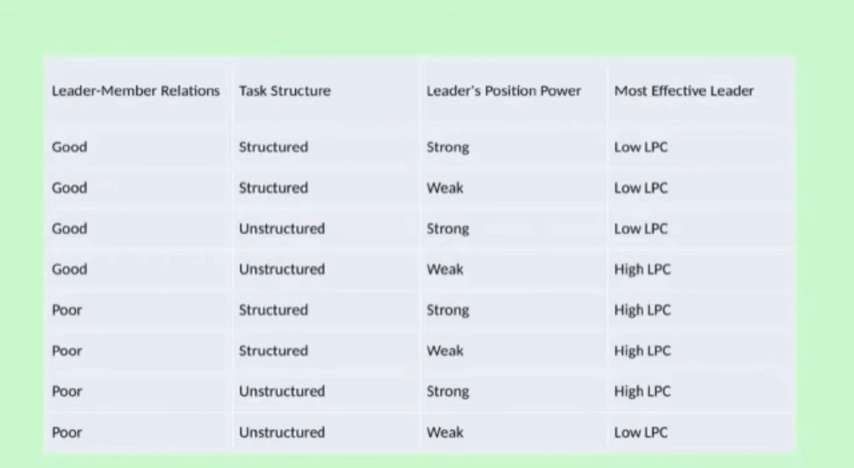 Leader-Member Relations Task Structure Leader's Position Power Most Effective Leader
Good Structured Strong Low LPC
Good Structured Weak Low LPC
Good Unstructured Strong Low LPC
Good Unstructured Weak High LPC
Poor Structured Strong High LPC
Poor Structured Weak High LPC
Poor Unstructured Strong High LPC
Poor Unstructured Weak Low LPC